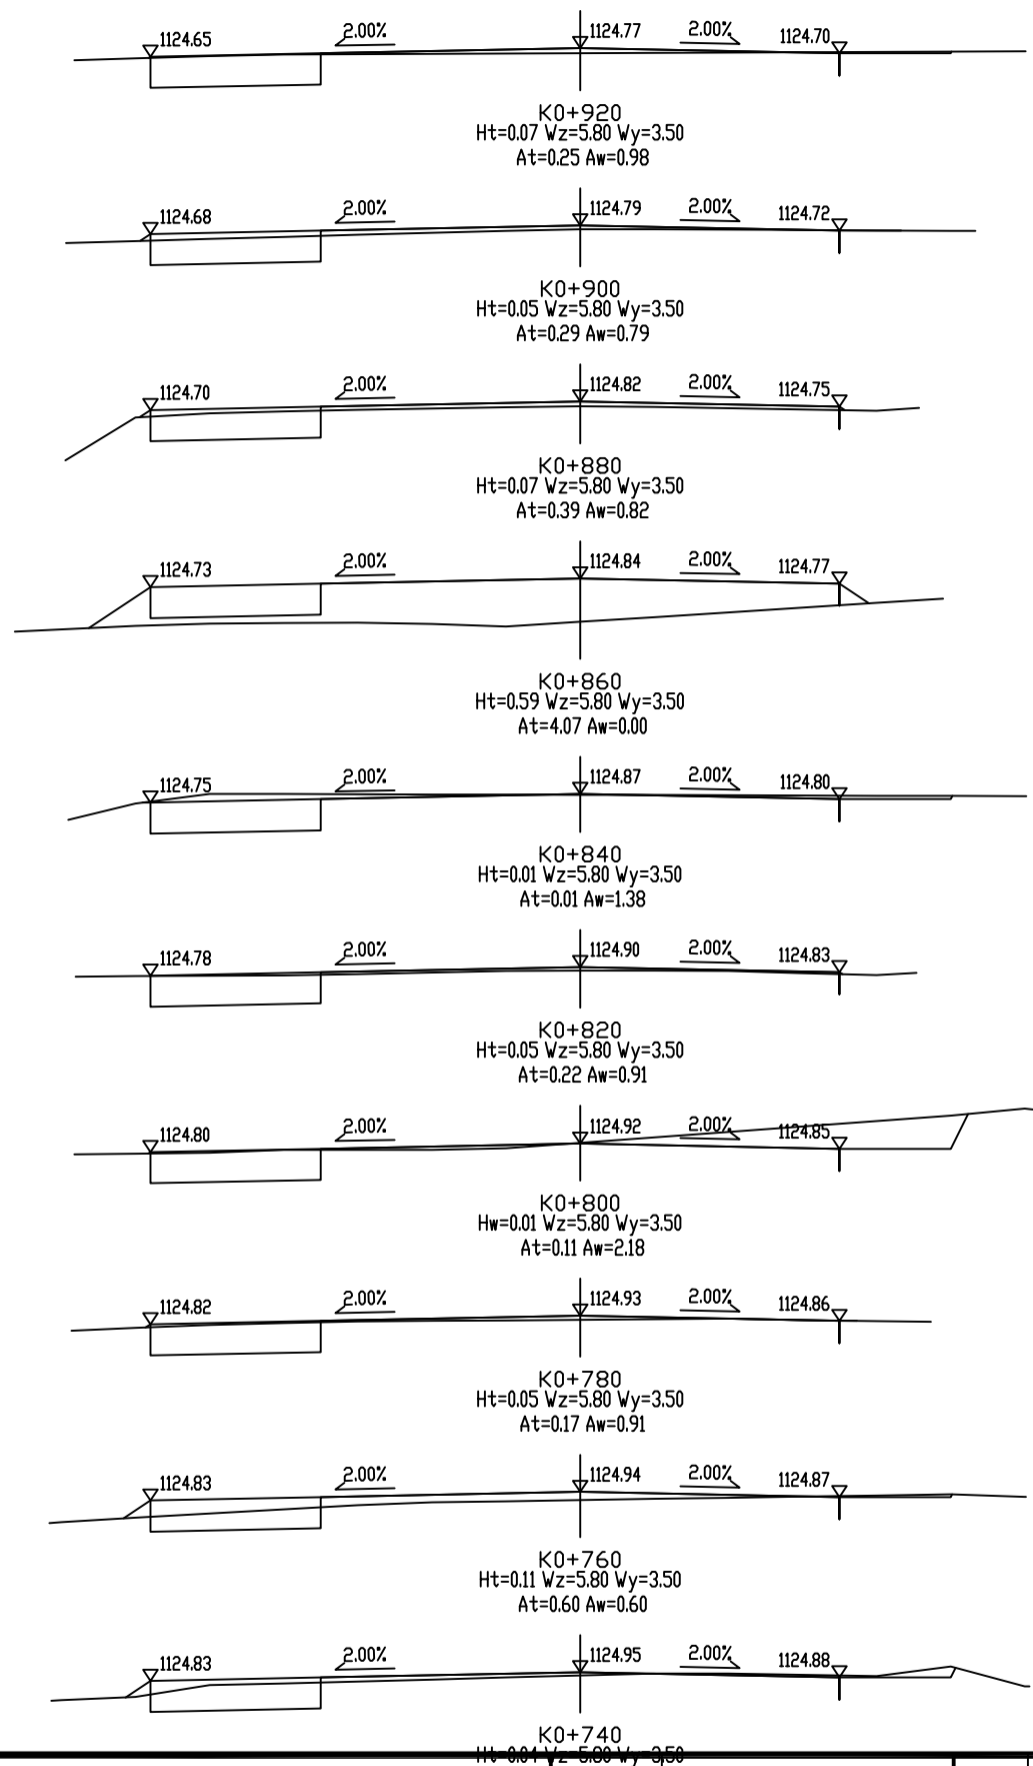 1124.65 2.00% 1124.77 2.00% 1124.70
K0+920
Ht=0.07 Wz=5.80 Wy=3.50
At=0.25 Aw=0.98
1124.68 2.00% 1124.79 2.00% 1124.72
K0+900
Ht=0.05 Wz=5.80 Wy=3.50
At=0.29 Aw=0.79
1124.70 2.00% 1124.82 2.00% 1124.75
K0+880
Ht=0.07 Wz=5.80 Wy=3.50
At=0.39 Aw=0.82
1124.73 2.00% 1124.84 2.00% 1124.77
K0+860
Ht=0.59 Wz=5.80 Wy=3.50
At=4.07 Aw=0.00
1124.75 2.00% 1124.87 2.00% 1124.80
K0+840
Ht=0.01 Wz=5.80 Wy=3.50
At=0.01 Aw=1.38
1124.78 2.00% 1124.90 2.00% 1124.83
K0+820
Ht=0.05 Wz=5.80 Wy=3.50
At=0.22 Aw=0.91
1124.80 2.00% 1124.92 2.00% 1124.85
K0+800
Hw=0.01 Wz=5.80 Wy=3.50
At=0.11 Aw=2.18
1124.82 2.00% 1124.93 2.00% 1124.86
K0+780
Ht=0.05 Wz=5.80 Wy=3.50
At=0.17 Aw=0.91
1124.83 2.00% 1124.94 2.00% 1124.87
K0+760
Ht=0.11 Wz=5.80 Wy=3.50
At=0.60 Aw=0.60
1124.83 2.00% 1124.95 2.00% 1124.88
K0+740
Ht=0.04 Wz=5.80 Wy=3.50